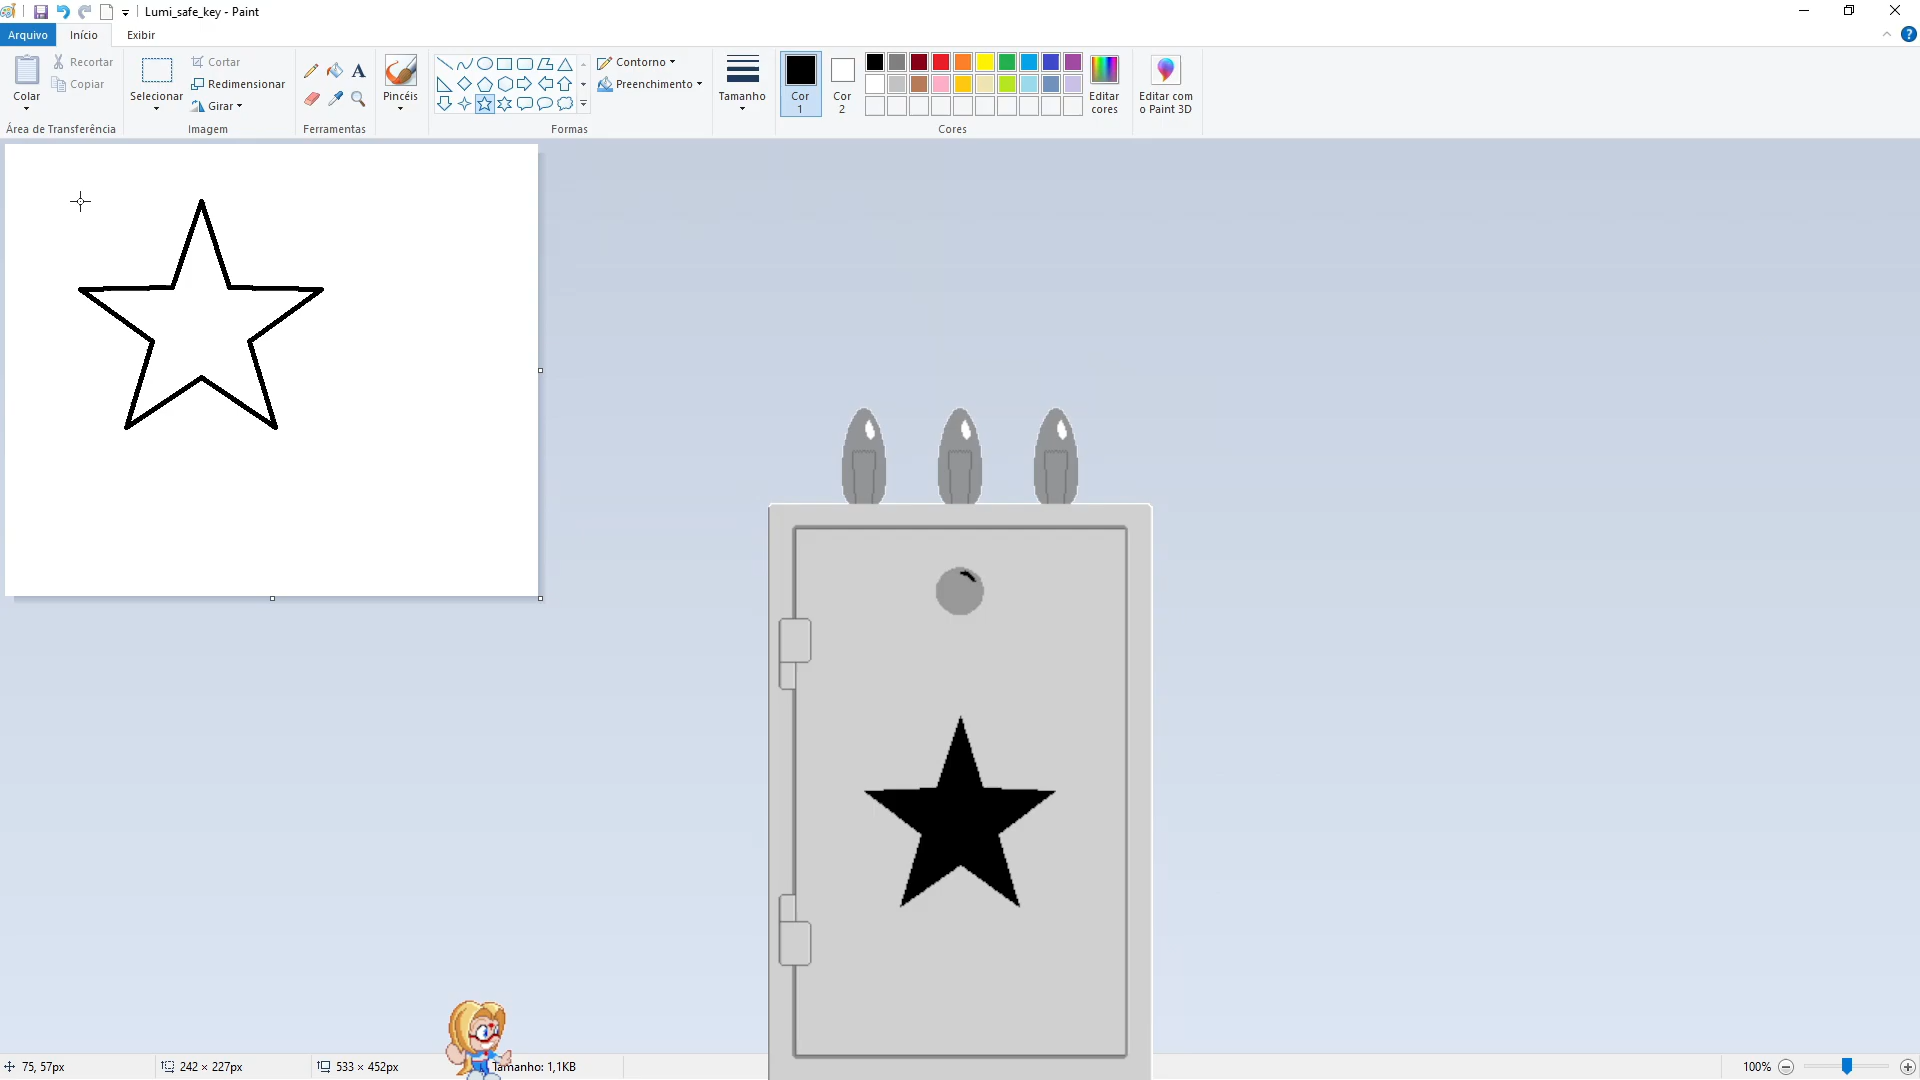 Lumi_safe_key - Paint
Arquivo Início Exibir
Colar
Recortar
Copiar
Área de Transferência
Selecionar
Cortar
Redimensionar
Girar
Imagem
A
Ferramentas
Pincéis
Contorno
Preenchimento
Formas
Tamanho
Cor
1
Cor
2
Editar
cores
Cores
Editar com
o Paint 3D
?
75, 57px
242 × 227px
533 × 452px
Tamanho: 1,1KB
100%